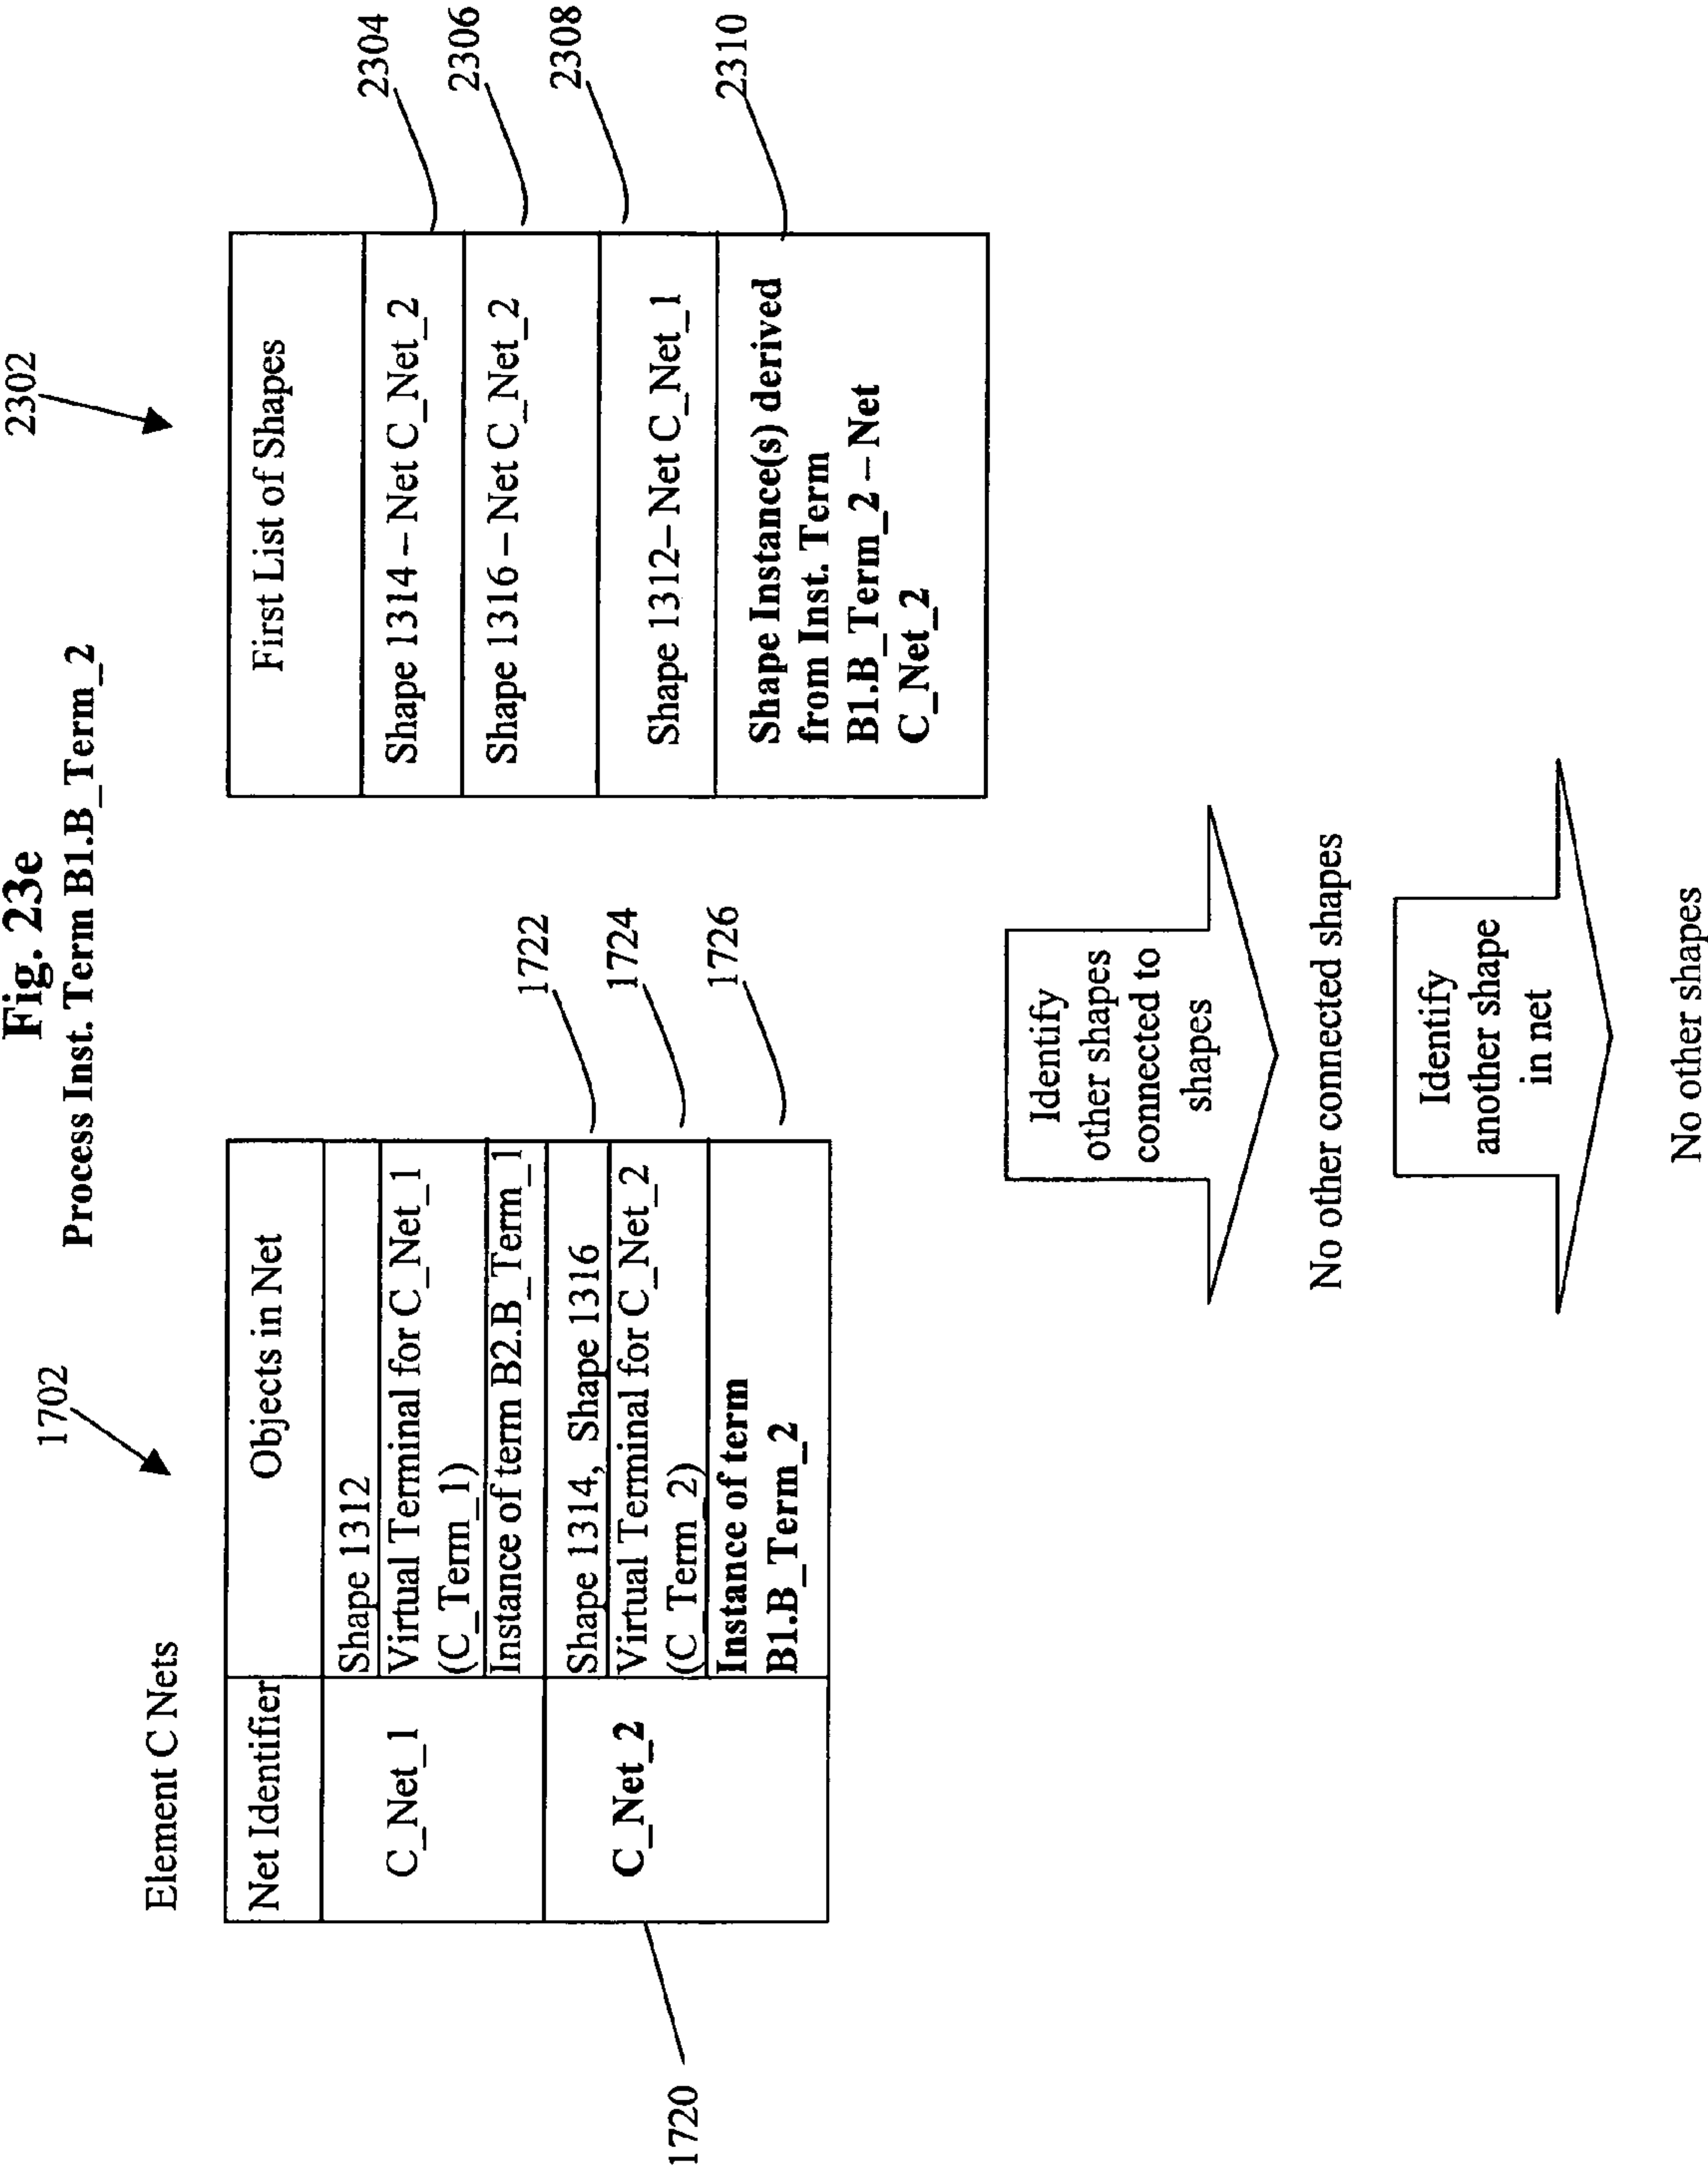 Fig. 23e
Process Inst. Term B1.B_Term_2
1702
Element C Nets
Net Identifier
Objects in Net
C_Net_1
Shape 1312
Virtual Terminal for C_Net_1
(C_Term_1)
Instance of term B2.B_Term_1
C_Net_2
Shape 1314, Shape 1316
Virtual Terminal for C_Net_2
(C_Term_2)
Instance of term
B1.B_Term_2
1720
1722
1724
1726
2302
First List of Shapes
Shape 1314 – Net C_Net_2
Shape 1316 – Net C_Net_2
Shape 1312– Net C_Net_1
Shape Instance(s) derived
from Inst. Term
B1.B_Term_2 – Net
C_Net_2
2304
2306
2308
2310
Identify
other shapes
connected to
shapes
No other connected shapes
Identify
another shape
in net
No other shapes